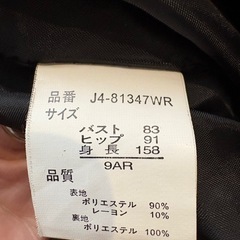 品番 J4-81347WR
サイズ
バスト 83
ヒップ 91
身長 158
9AR
品質
表地
ポリエステル 90%
レーヨン 10%
裏地
ポリエステル 100%